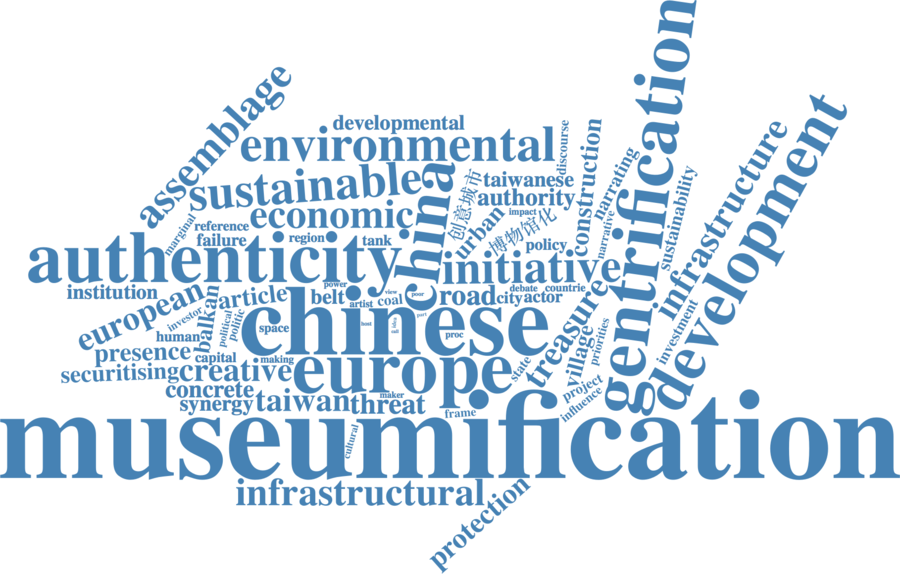 assemblage
developmental
environmental
sustainable
economic
marginal
reference
failure
region
tank
authenticity
china
创意城市
urban
博物馆化
taiwanese
authority
impact
discourse
construction
narrating
narrative
policy
initiative
gentrification
sustainability
infrastructure
development
institution
european
balkan
article
power
belt
artist
view
coal
poor
road
city
debate
countrie
actor
treasure
investor
political
politic
human
space
chinese
host
rail
idea
port
proc
village
priorities
investment
presence
capital
making
securitising
creative
europe
state
project
influence
concrete
synergy
taiwan
maker
threat
frame
museumification
cultural
infrastructural
protection